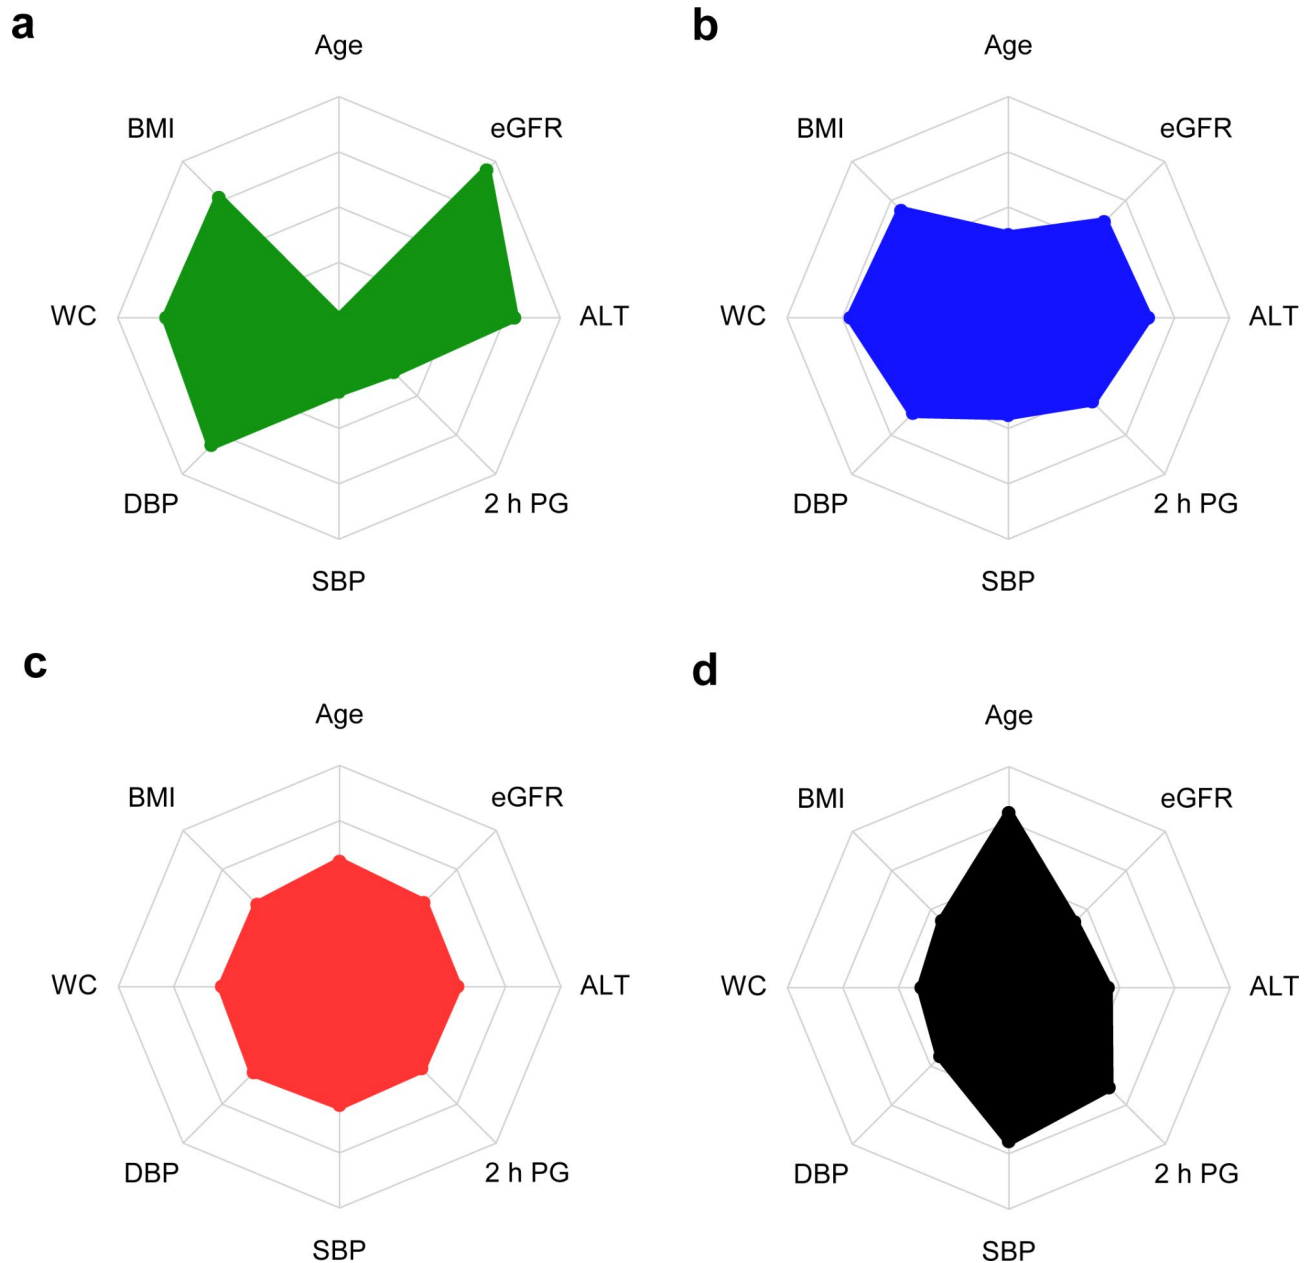 a
Age
BMI
eGFR
WC
ALT
DBP
2 h PG
SBP
b
Age
BMI
eGFR
WC
ALT
DBP
2 h PG
SBP
c
Age
BMI
eGFR
WC
ALT
DBP
2 h PG
SBP
d
Age
BMI
eGFR
WC
ALT
DBP
2 h PG
SBP